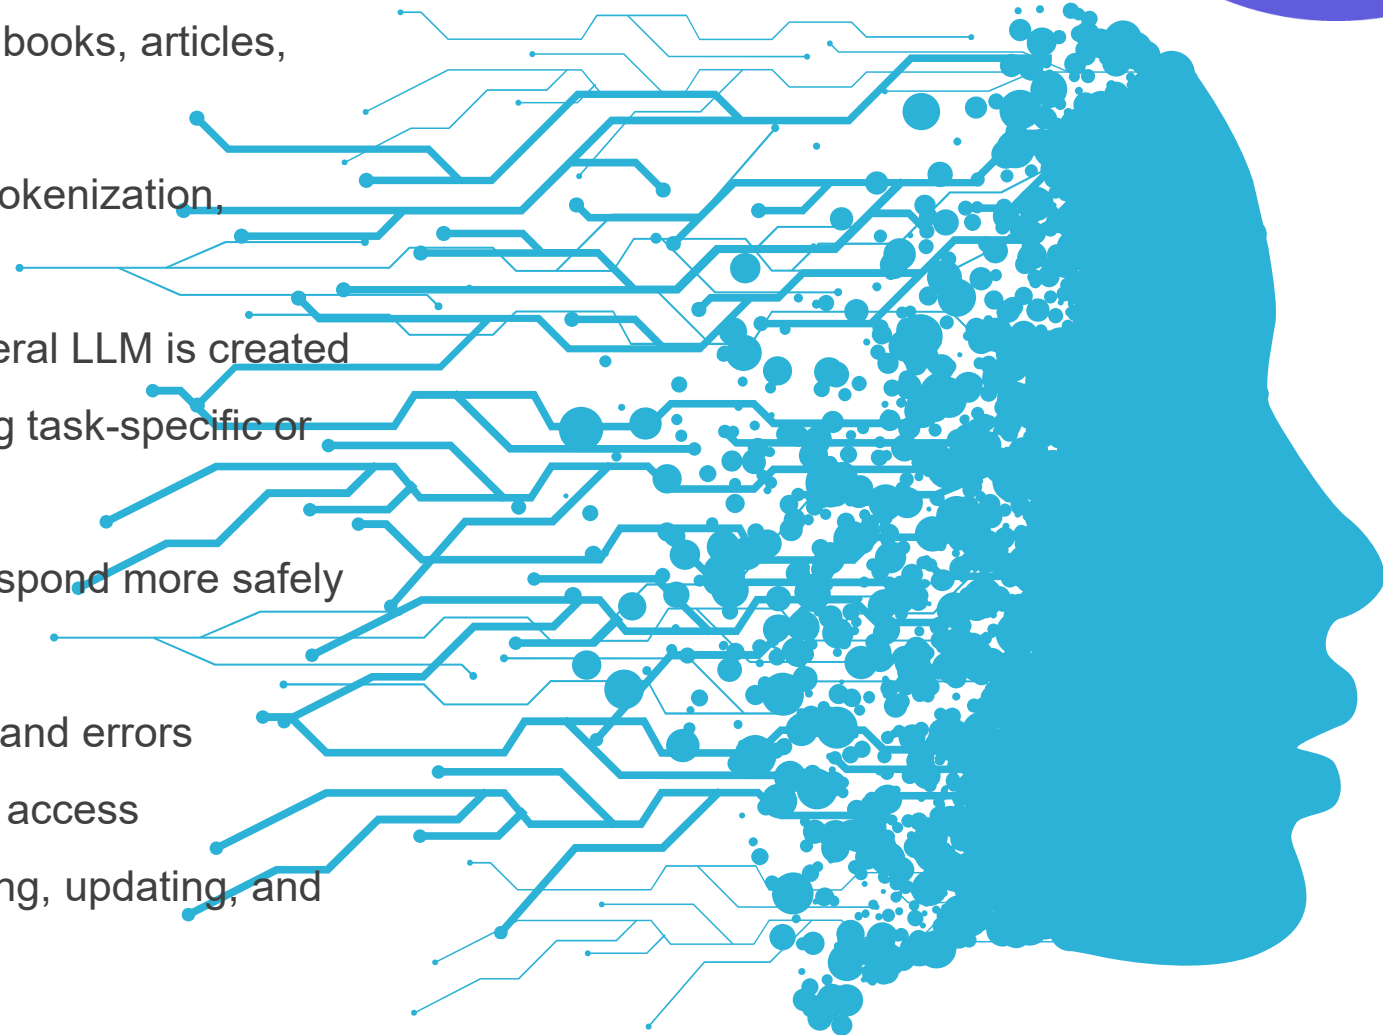 books, articles,
okenization,
eral LLM is created
g task-specific or
spond more safely
and errors
access
ng, updating, and